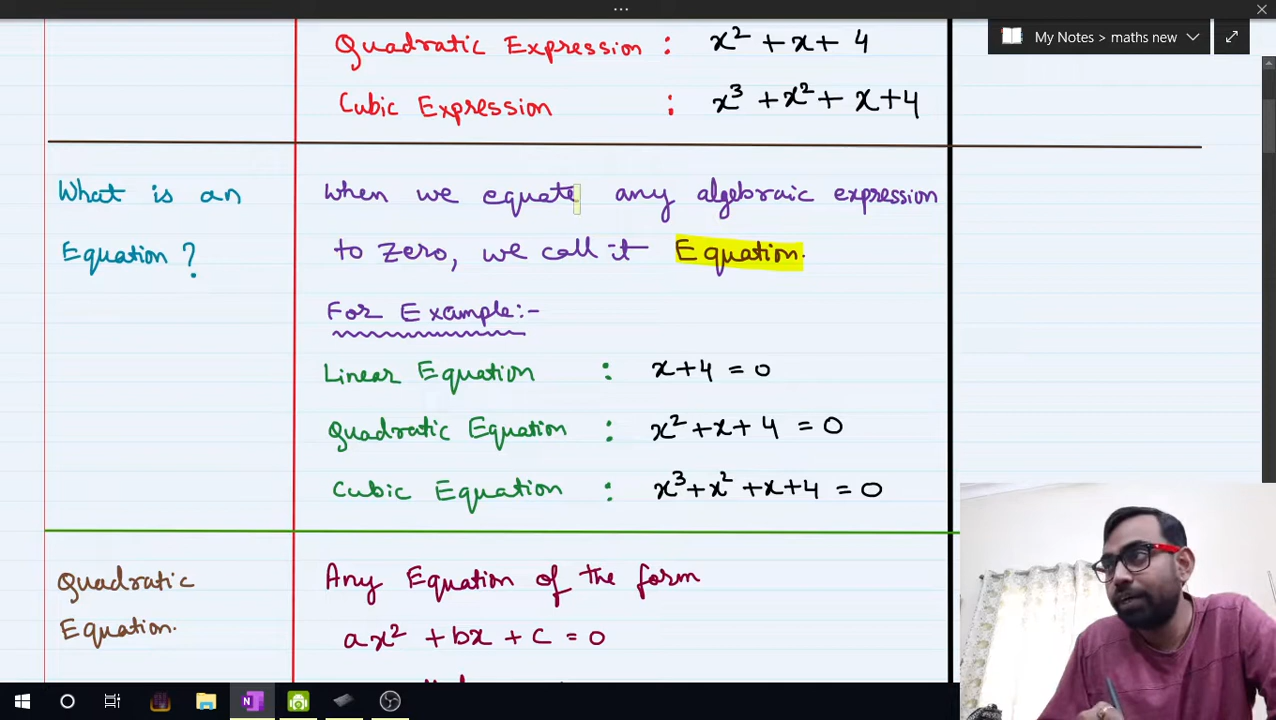 My Notes > maths new
Quadratic Expression : x² + x + 4
Cubic Expression : x³ + x² + x + 4
What is an
Equation ?
When we equate any algebraic expression
to zero, we call it Equation.
For Example:-
Linear Equation : x + 4 = 0
Quadratic Equation : x² + x + 4 = 0
Cubic Equation : x³ + x² + x + 4 = 0
Quadratic
Equation.
Any Equation of the form
ax² + bx + c = 0